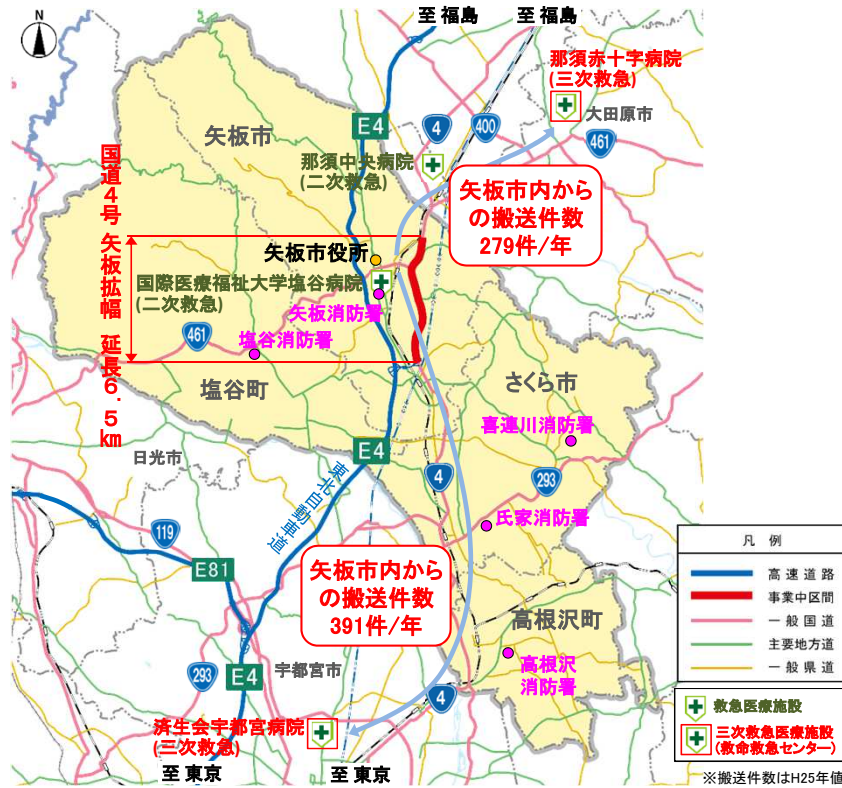 N
至 福島
至 福島
那須赤十字病院
(三次救急)
大田原市
E4
4
400
461
矢板市
那須中央病院
(二次救急)
矢板市内から
の搬送件数
279件/年
国道4号 矢板拡幅 延長6.5㎞
矢板市役所
国際医療福祉大学塩谷病院
(二次救急)
矢板消防署
461
塩谷消防署
塩谷町
さくら市
喜連川消防署
日光市
E4
4
293
東北自動車道
氏家消防署
119
E81
矢板市内から
の搬送件数
391件/年
高根沢町
高根沢
消防署
293
宇都宮市
E4
4
済生会宇都宮病院
(三次救急)
至 東京
至 東京
凡 例
高速道路
事業中区間
一般国道
主要地方道
一般県道
救急医療施設
三次救急医療施設
(救命救急センター)
※搬送件数はH25年値